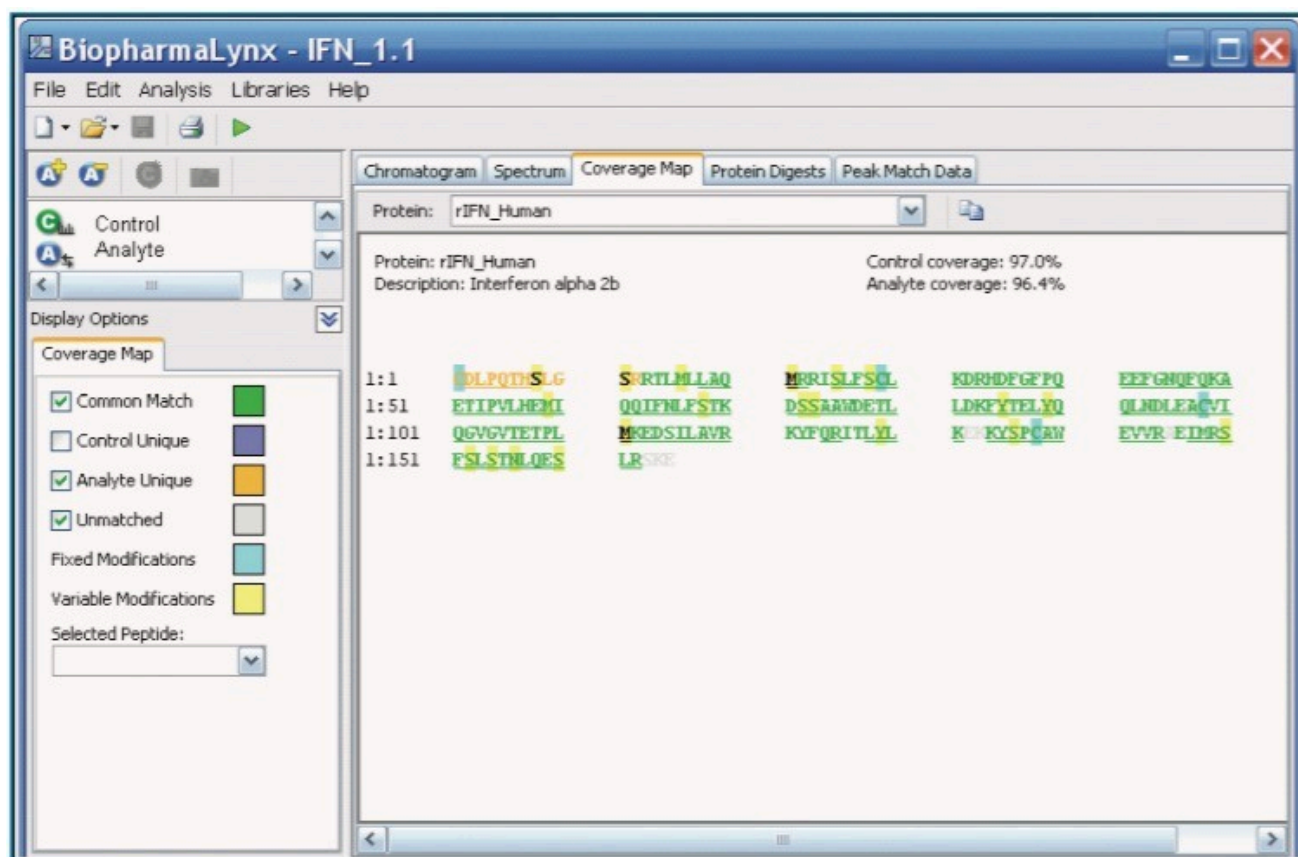 BiopharmaLynx - IFN_1.1
File Edit Analysis Libraries Help
Chromatogram Spectrum Coverage Map Protein Digests Peak Match Data
Control
Analyte
Protein: rIFN_Human
Protein: rIFN_Human Control coverage: 97.0%
Description: Interferon alpha 2b Analyte coverage: 96.4%
Display Options
Coverage Map
Common Match
Control Unique
Analyte Unique
Unmatched
Fixed Modifications
Variable Modifications
Selected Peptide:
1:1 CDLPQTHSLG SRRTLMLLAQ MRRISLFSCL KDRHDFGFPQ EEFGNQFQKA
1:51 ETIPVLHEMI QQIFNLFSTK DSSAAWDETL LDKFYTELYQ QLNDLEACVI
1:101 QGVGVTETPL MKEDSILAVR KYFQRITLYL KEKKYSPCAW EVVRAEIMRS
1:151 FSLSTNLQES LRSKE